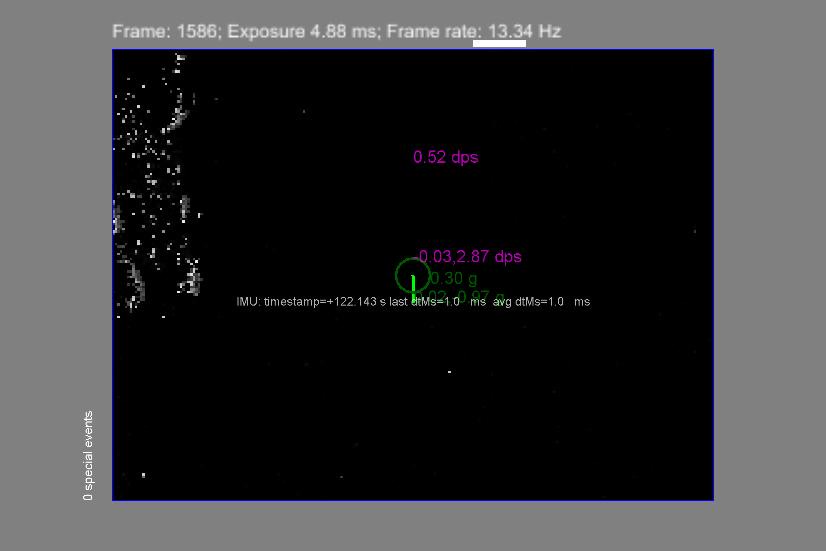 Frame: 1586; Exposure 4.88 ms; Frame rate: 13.34 Hz
0.52 dps
-0.03,2.87 dps
0.30 g
0.97 g
IMU: timestamp=+122.143 s last dtMs=1.0 ms avg dtMs=1.0 ms
0 special events